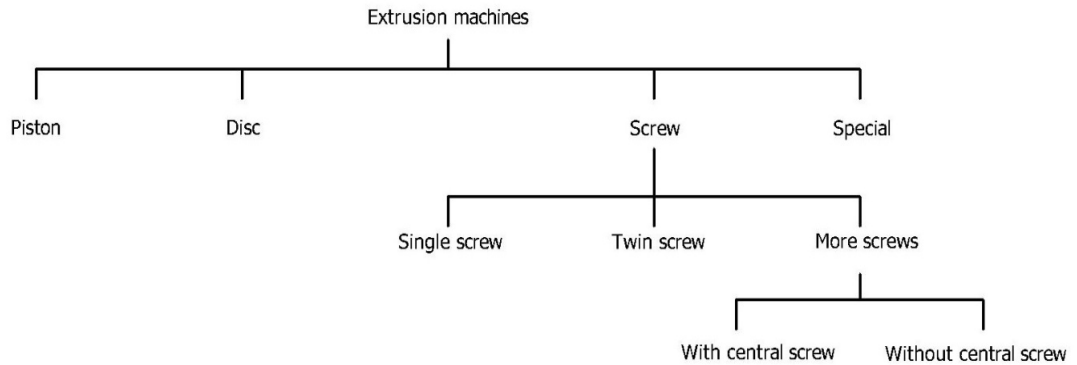 Extrusion machines
Piston
Disc
Screw
Special
Single screw
Twin screw
More screws
With central screw
Without central screw